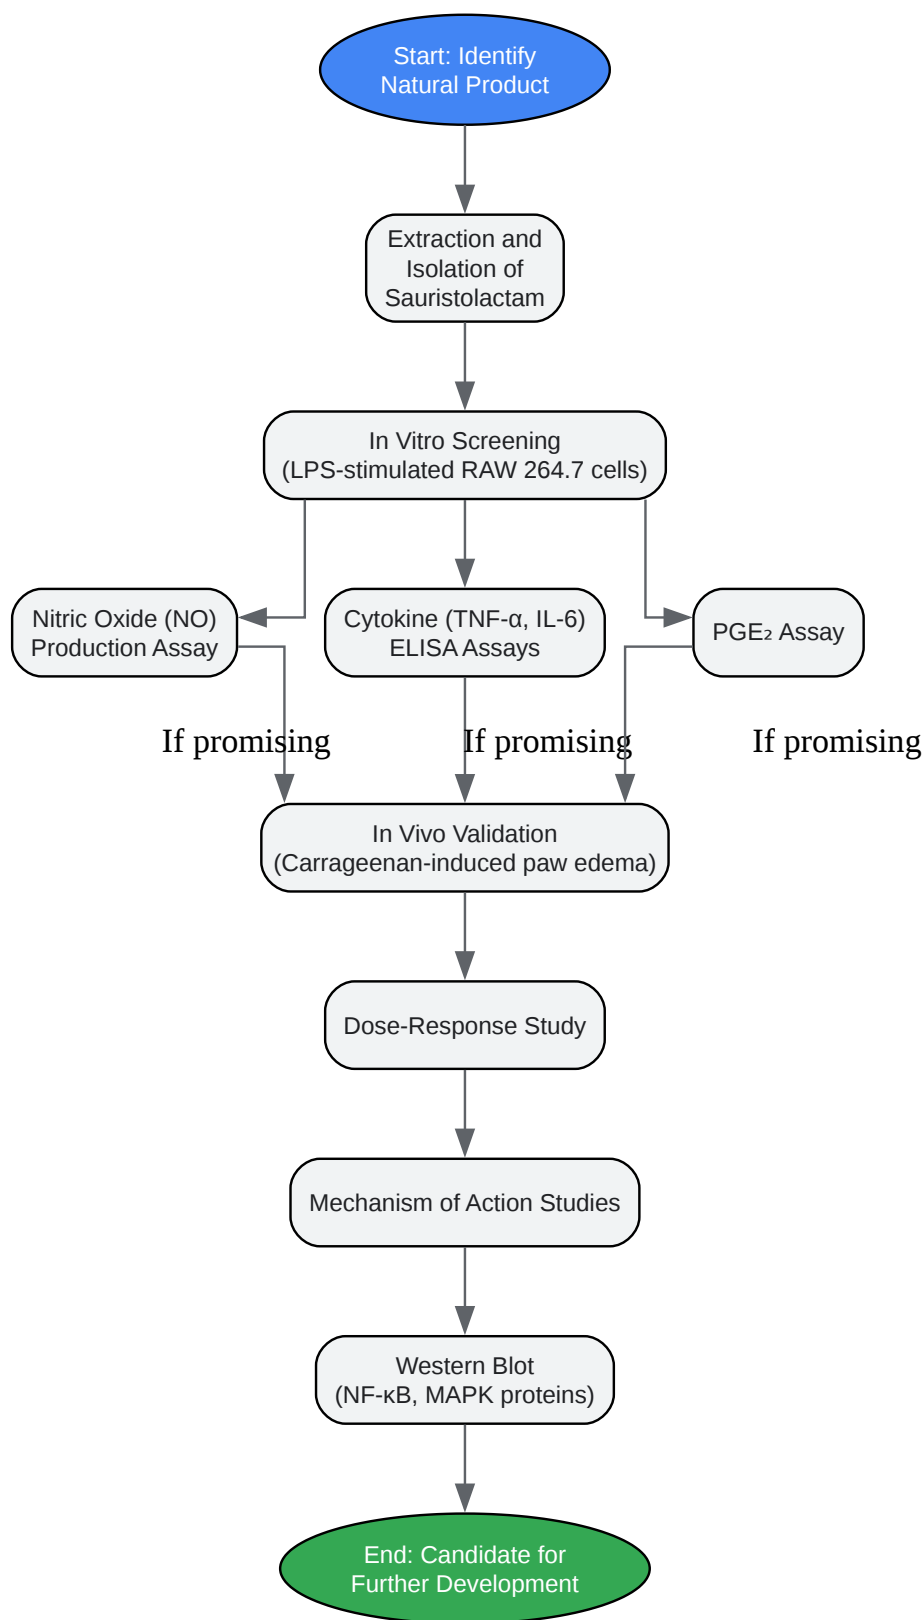 Start: Identify
Natural Product
Extraction and
Isolation of
Sauristolactam
In Vitro Screening
(LPS-stimulated RAW 264.7 cells)
Nitric Oxide (NO)
Production Assay
Cytokine (TNF-α, IL-6)
ELISA Assays
PGE₂ Assay
If promising
If promising
If promising
In Vivo Validation
(Carrageenan-induced paw edema)
Dose-Response Study
Mechanism of Action Studies
Western Blot
(NF-κB, MAPK proteins)
End: Candidate for
Further Development